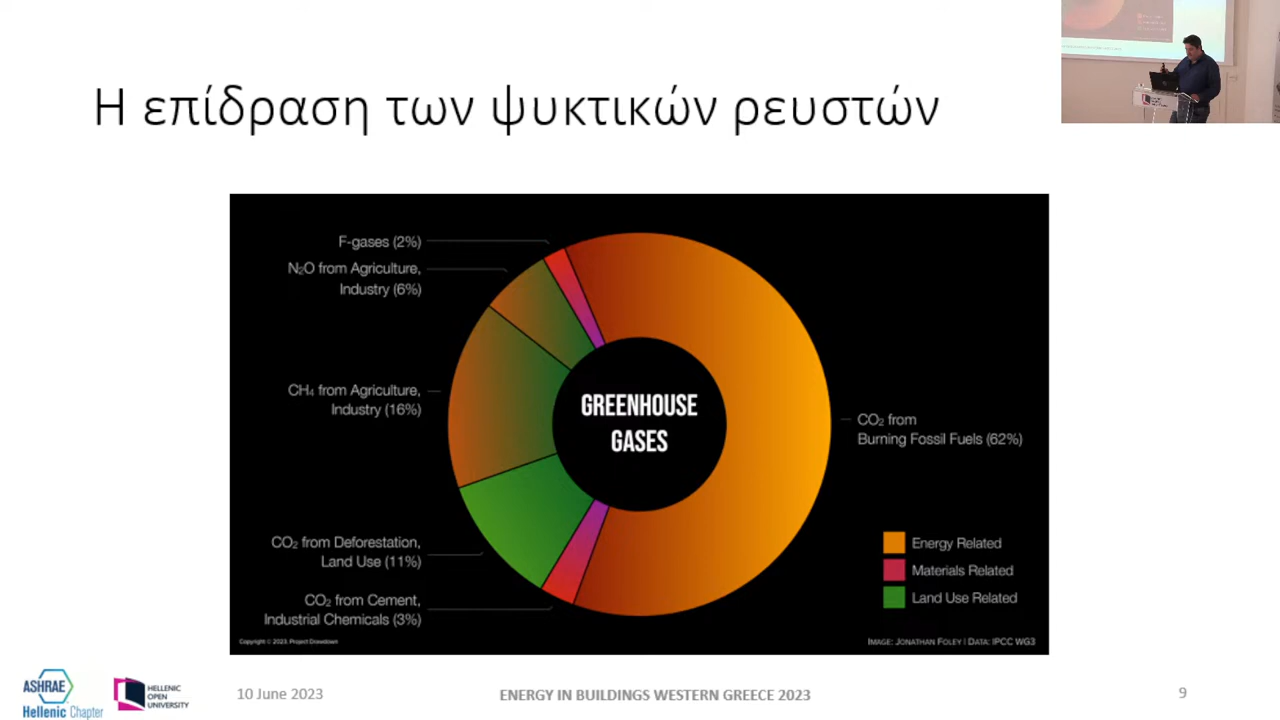 Η επίδραση των ψυκτικών ρευστών
F-gases (2%)
N₂O from Agriculture,
Industry (6%)
CH₄ from Agriculture,
Industry (16%)
CO₂ from Deforestation,
Land Use (11%)
CO₂ from Cement,
Industrial Chemicals (3%)
GREENHOUSE
GASES
CO₂ from
Burning Fossil Fuels (62%)
Energy Related
Materials Related
Land Use Related
Copyright © 2023, Project Drawdown
IMAGE: JONATHAN FOLEY | DATA: IPCC WG3
ASHRAE
Hellenic Chapter
HELLENIC
OPEN
UNIVERSITY
10 June 2023
ENERGY IN BUILDINGS WESTERN GREECE 2023
9